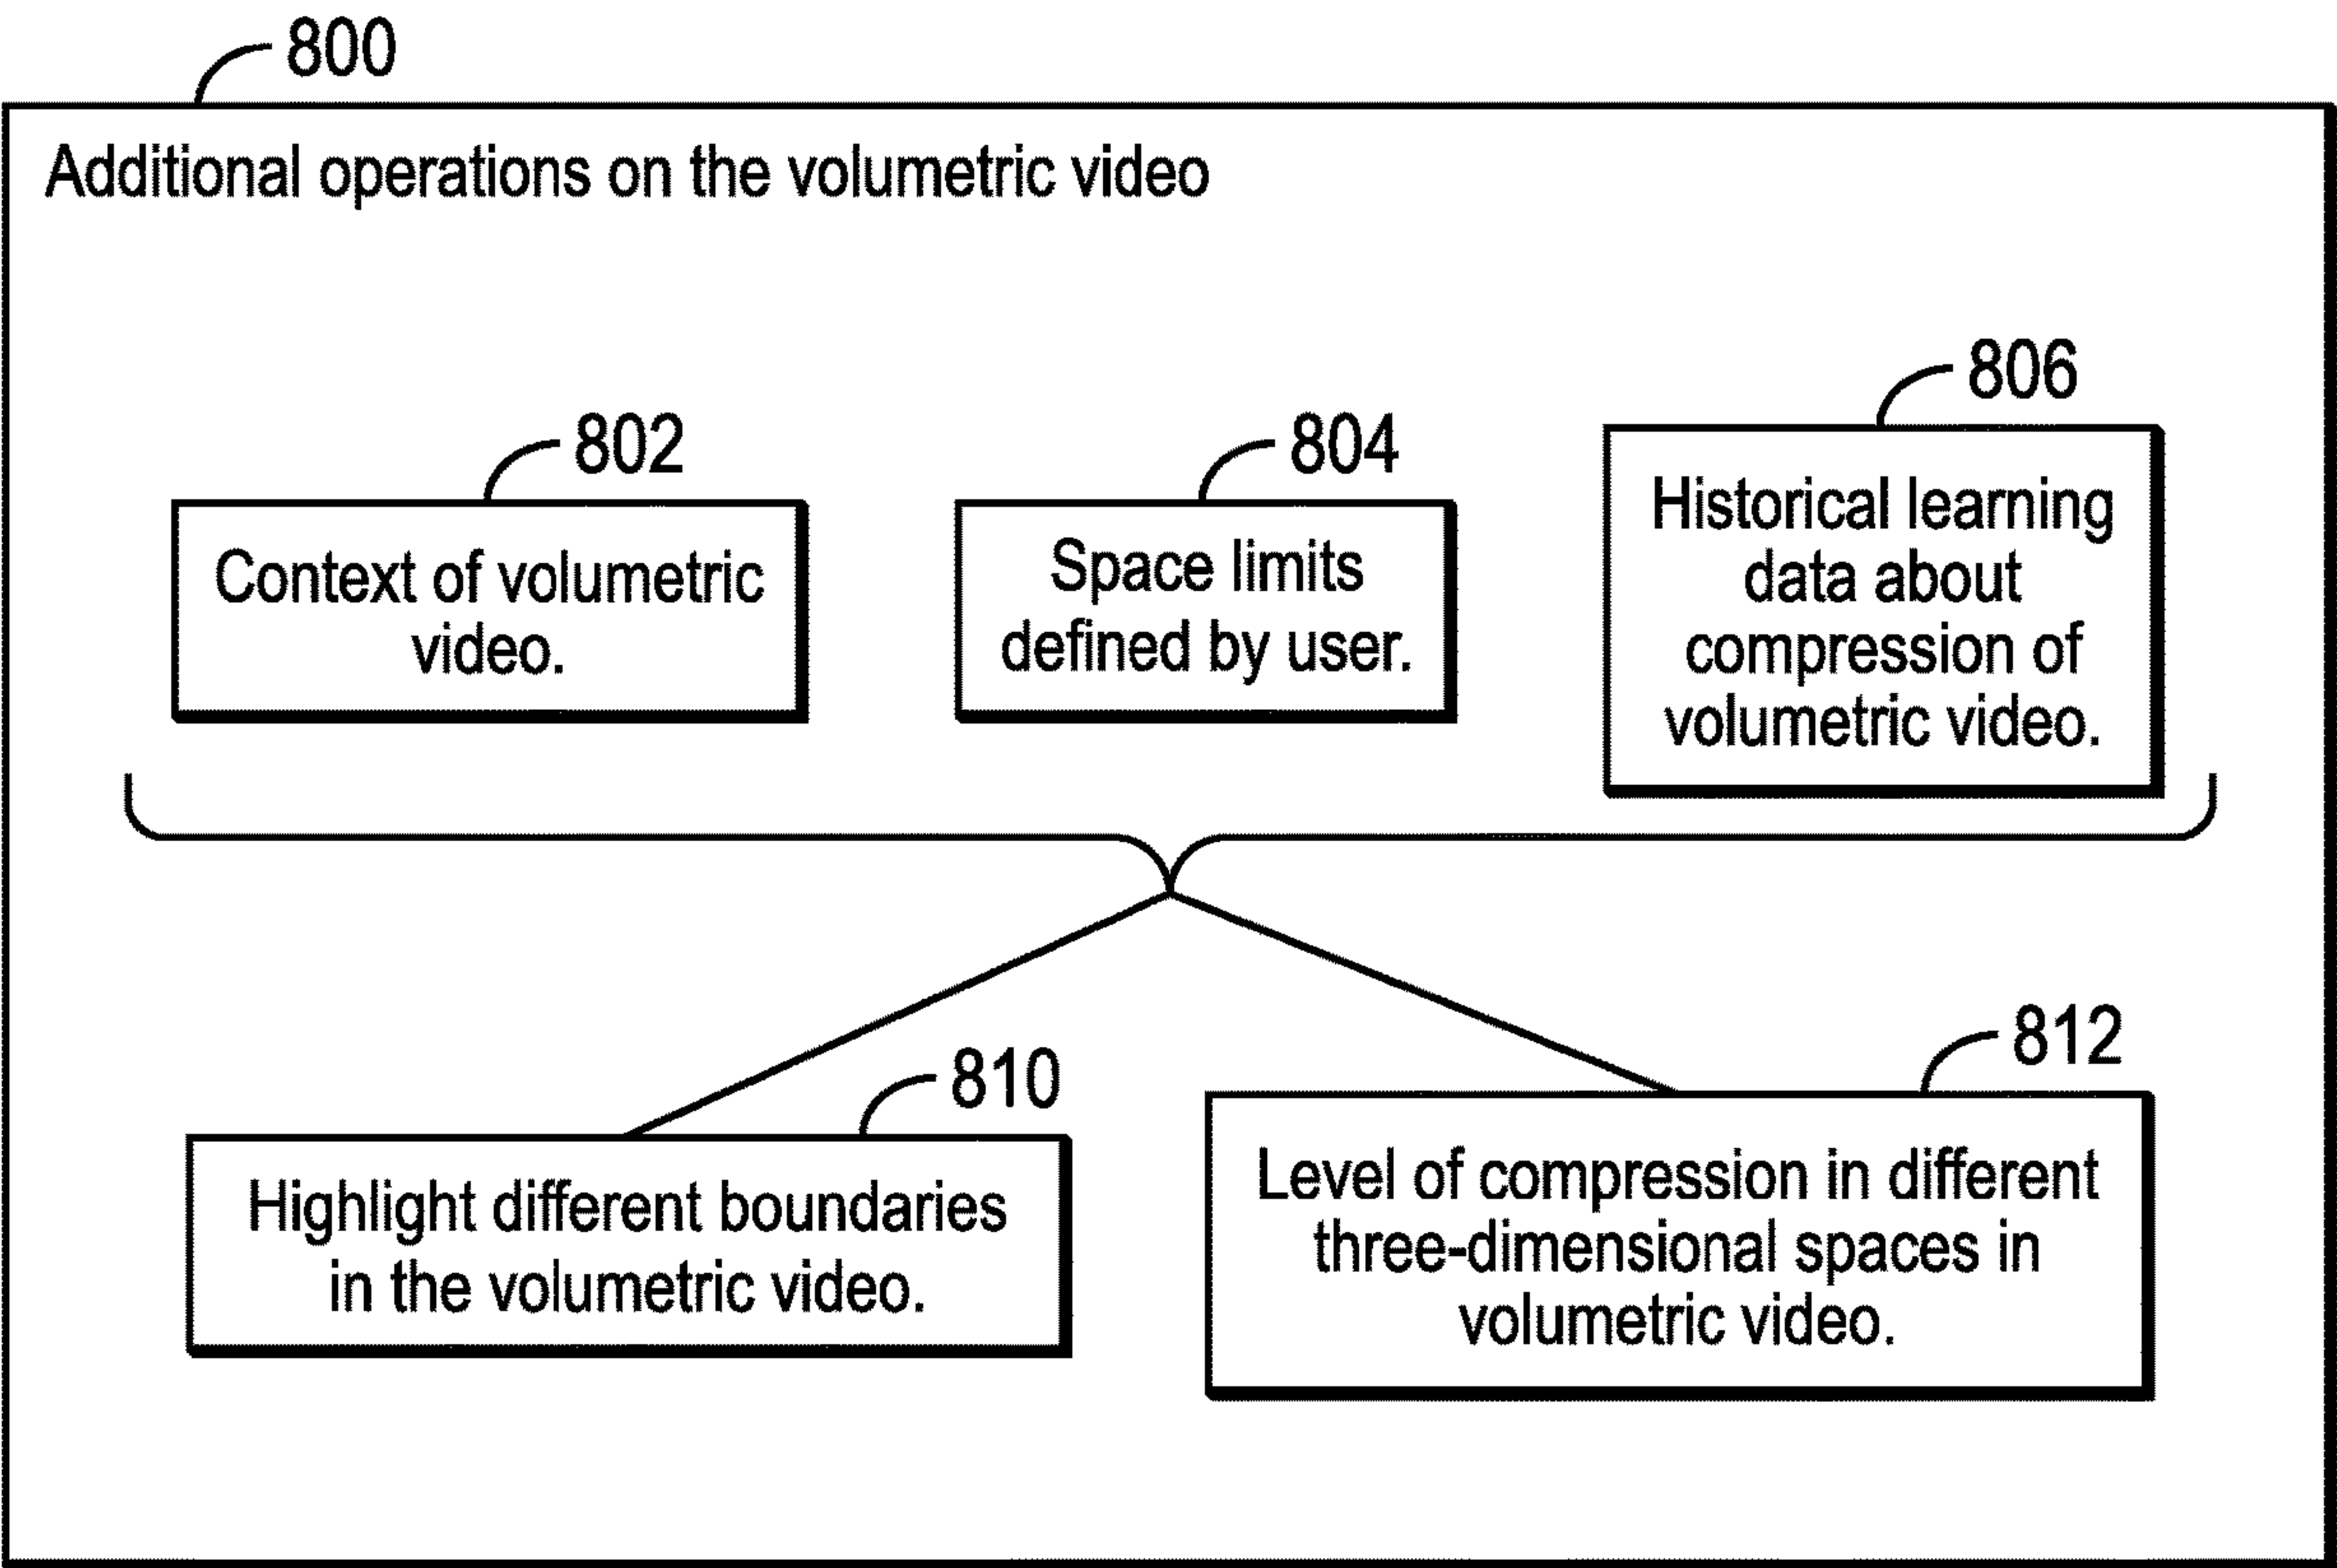 800
Additional operations on the volumetric video
802
Context of volumetric
video.
804
Space limits
defined by user.
806
Historical learning
data about
compression of
volumetric video.
810
Highlight different boundaries
in the volumetric video.
812
Level of compression in different
three-dimensional spaces in
volumetric video.